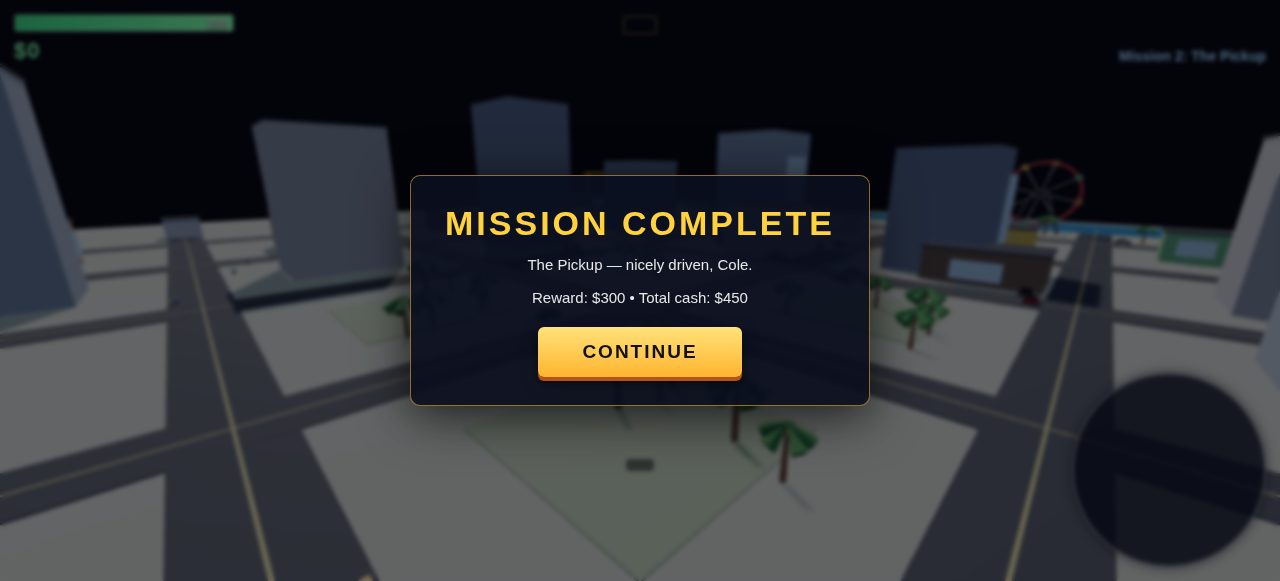 $0
Mission 2: The Pickup
MISSION COMPLETE
The Pickup — nicely driven, Cole.
Reward: $300 • Total cash: $450
CONTINUE